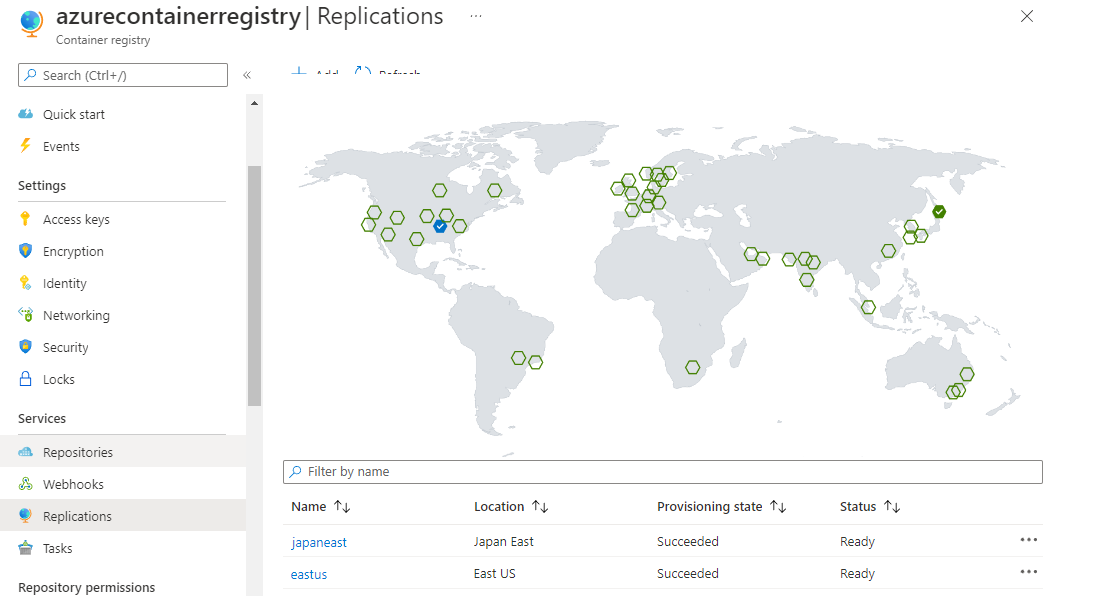 azurecontainerregistry | Replications ...
Container registry
Search (Ctrl+/)
«
Add Refresh
Quick start
Events
Settings
Access keys
Encryption
Identity
Networking
Security
Locks
Services
Repositories
Webhooks
Replications
Tasks
Repository permissions
Filter by name
Name ↑↓ Location ↑↓ Provisioning state ↑↓ Status ↑↓
japaneast Japan East Succeeded Ready ...
eastus East US Succeeded Ready ...